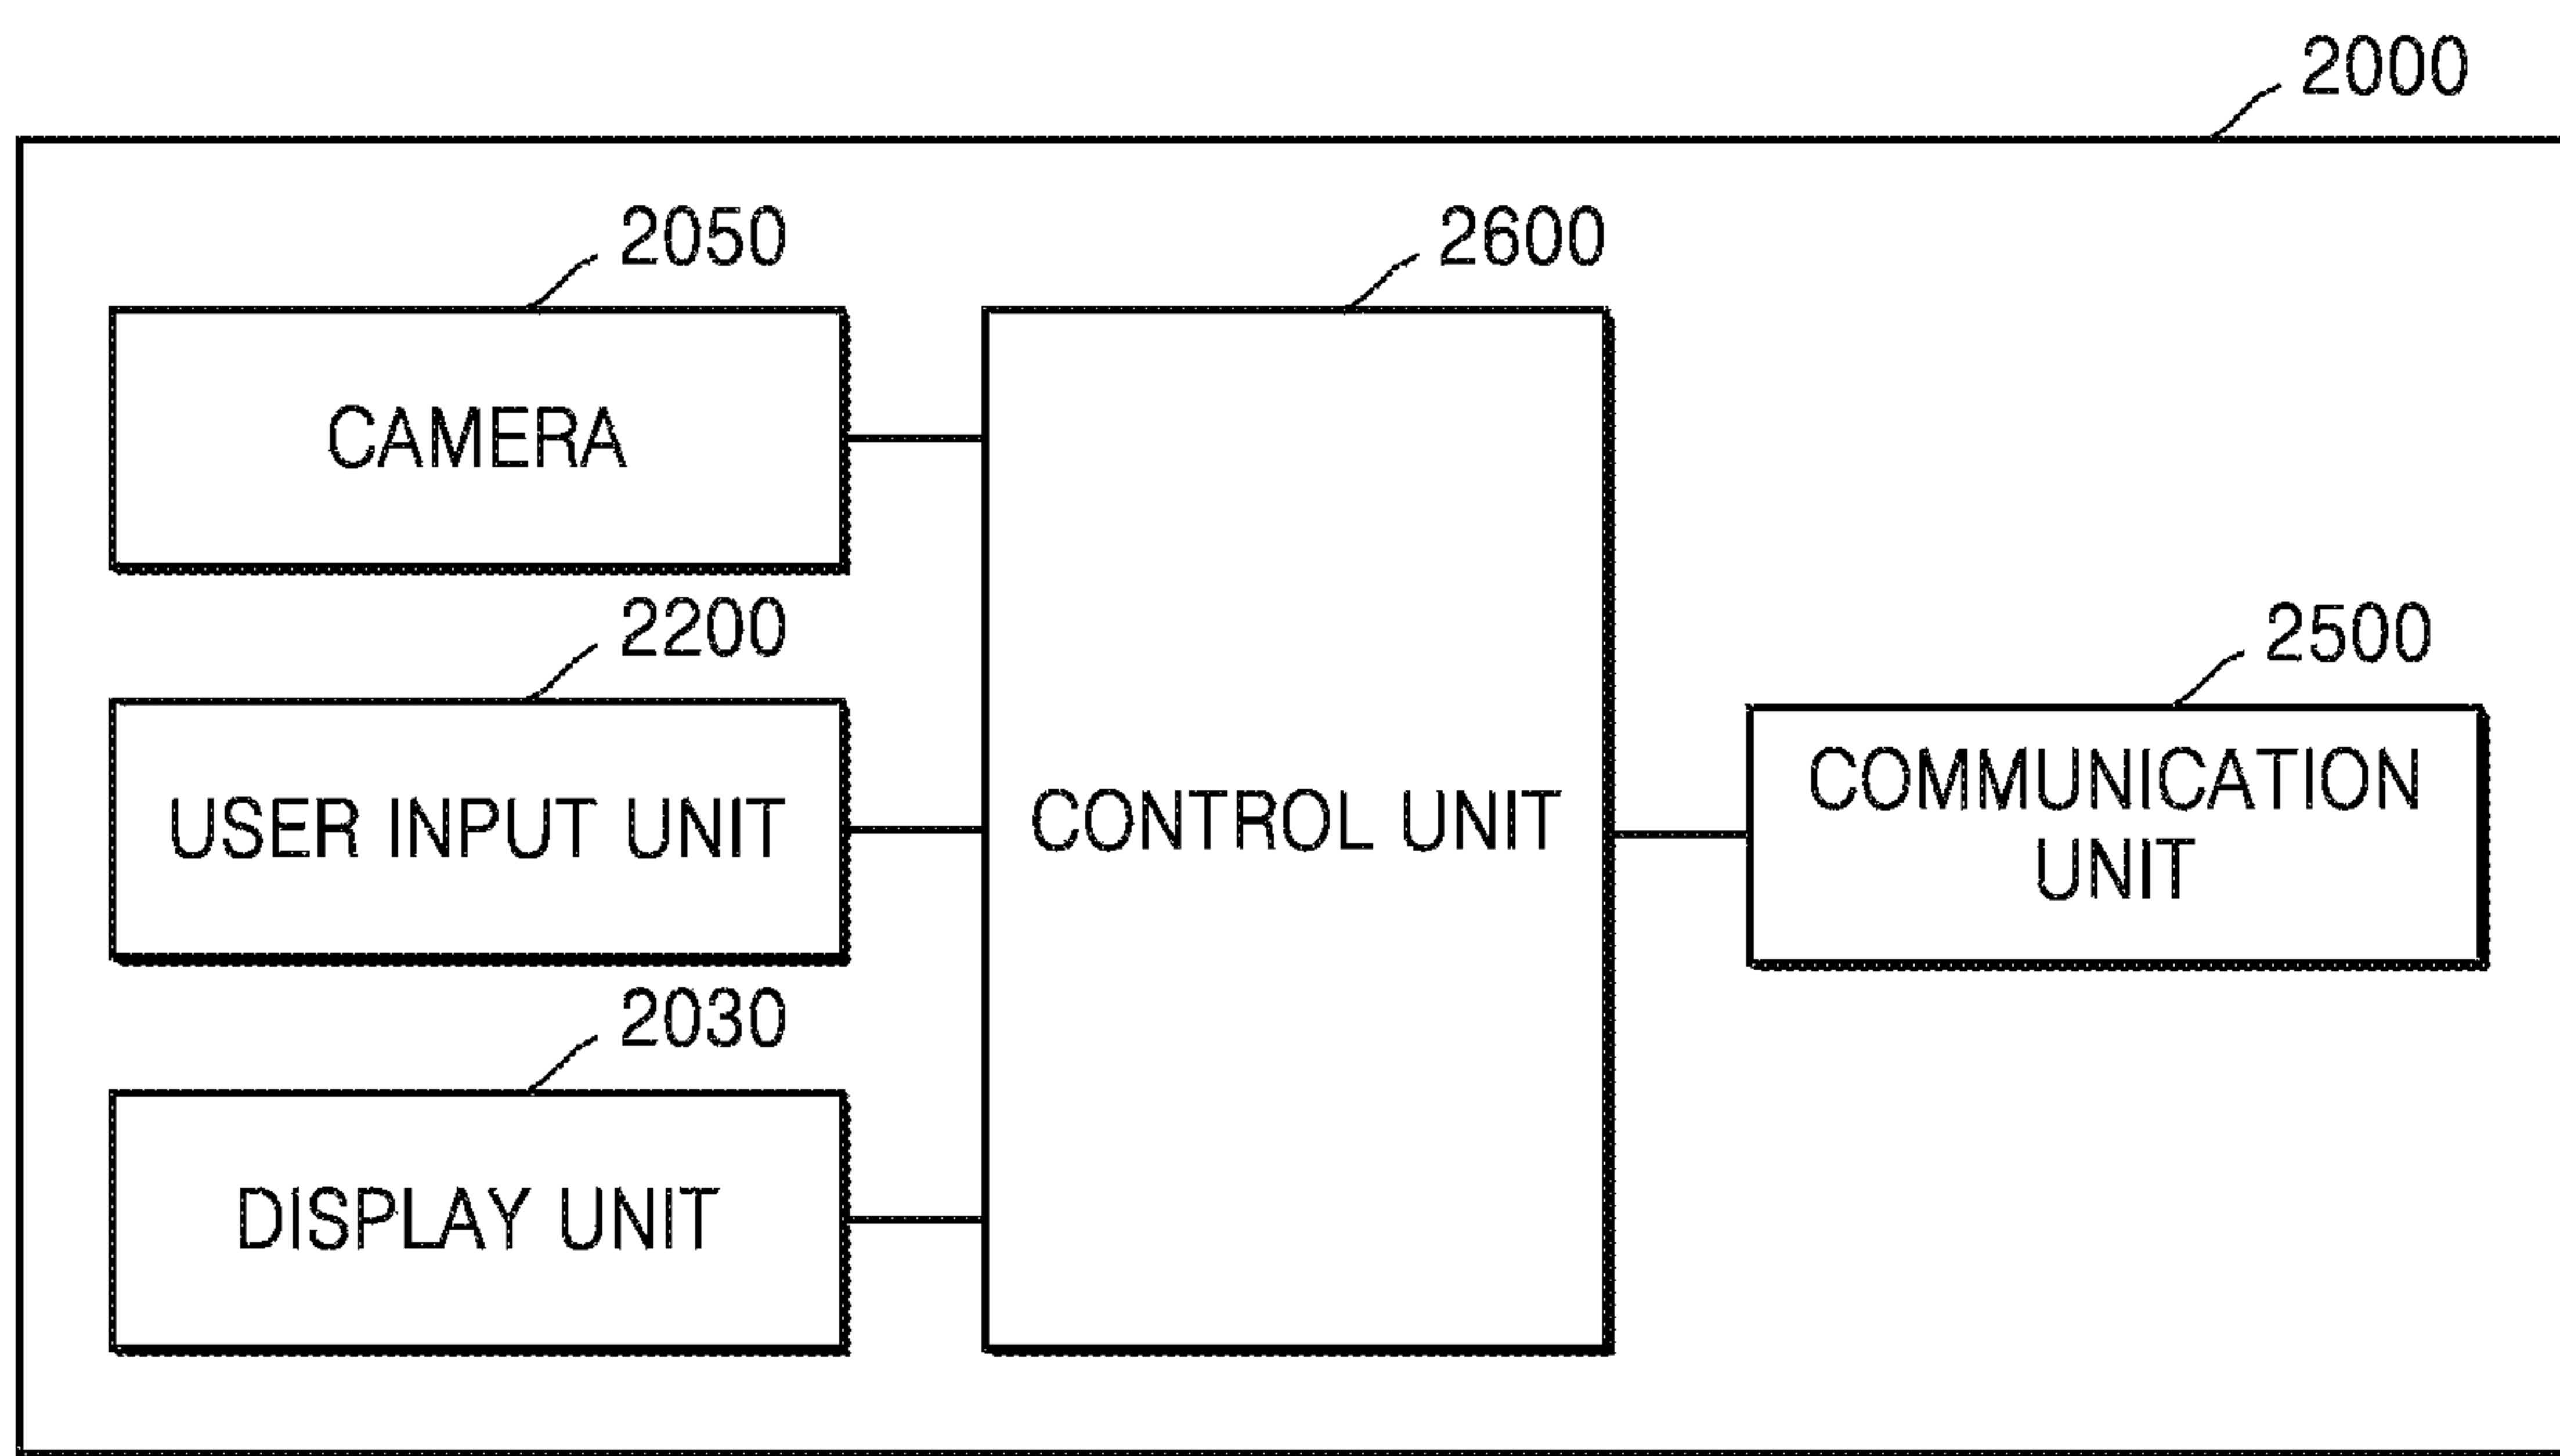 2000
2050
2600
CAMERA
2200
2500
USER INPUT UNIT
CONTROL UNIT
COMMUNICATION
UNIT
2030
DISPLAY UNIT